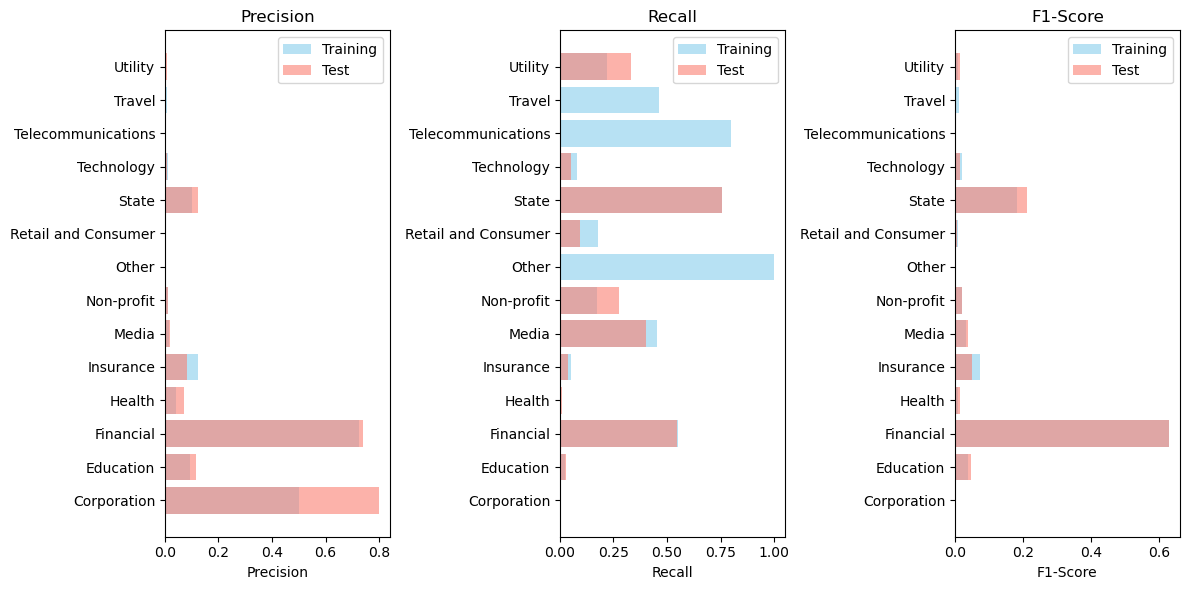 Precision
Training
Test
Utility
Travel
Telecommunications
Technology
State
Retail and Consumer
Other
Non-profit
Media
Insurance
Health
Financial
Education
Corporation
0.0 0.2 0.4 0.6 0.8
Precision
Recall
Training
Test
Utility
Travel
Telecommunications
Technology
State
Retail and Consumer
Other
Non-profit
Media
Insurance
Health
Financial
Education
Corporation
0.00 0.25 0.50 0.75 1.00
Recall
F1-Score
Training
Test
Utility
Travel
Telecommunications
Technology
State
Retail and Consumer
Other
Non-profit
Media
Insurance
Health
Financial
Education
Corporation
0.0 0.2 0.4 0.6
F1-Score